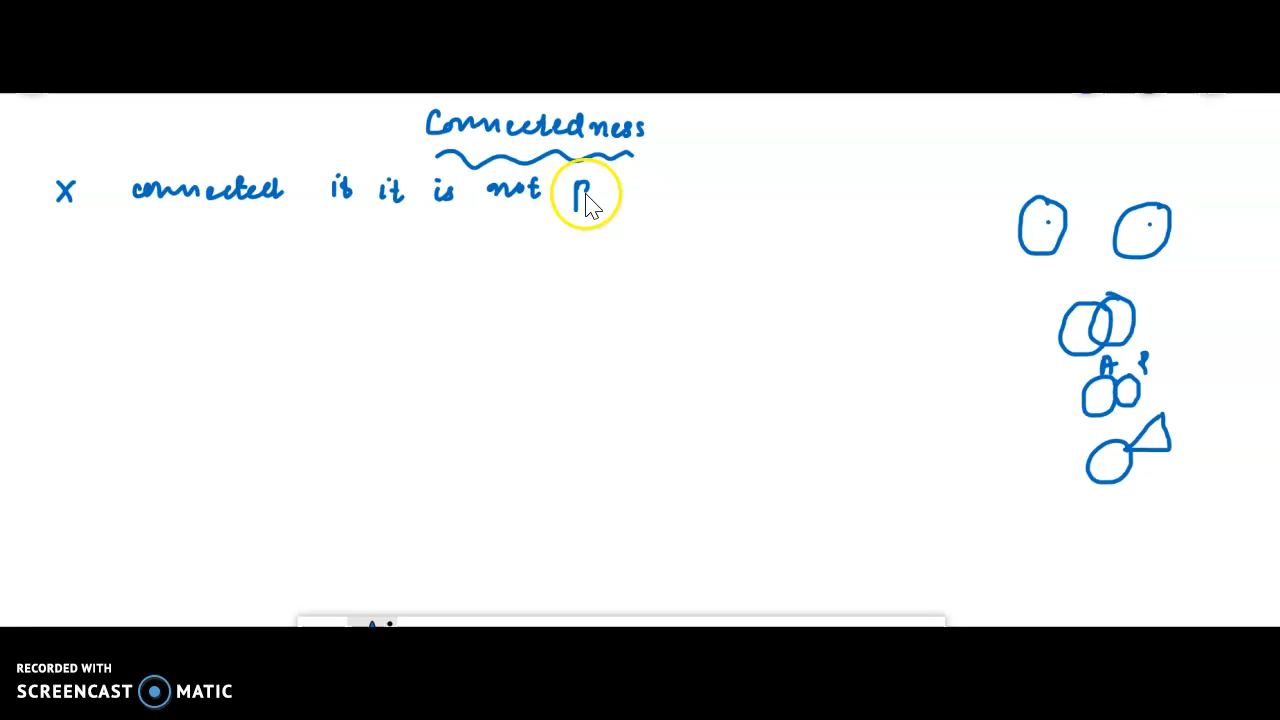 Connectedness
X connected if it is not p
A
RECORDED WITH
SCREENCAST MATIC